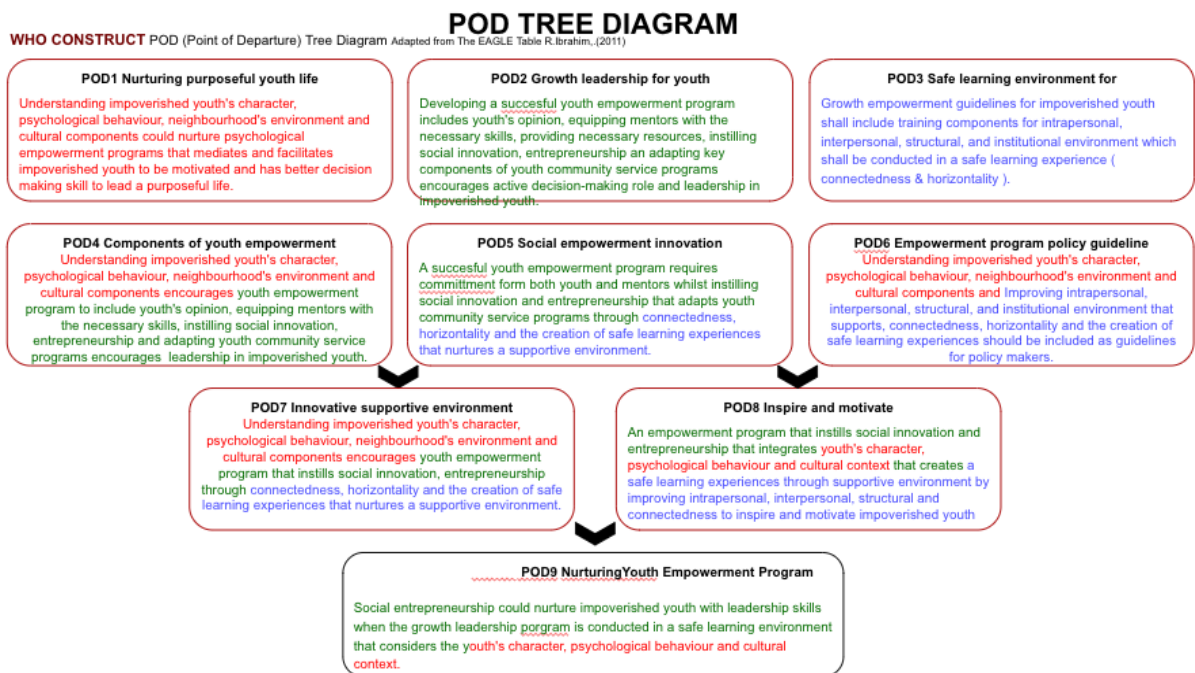 POD TREE DIAGRAM
WHO CONSTRUCT POD (Point of Departure) Tree Diagram Adapted from The EAGLE Table R.Ibrahim,.(2011)
POD1 Nurturing purposeful youth life
Understanding impoverished youth's character,
psychological behaviour, neighbourhood's environment and
cultural components could nurture psychological
empowerment programs that mediates and facilitates
impoverished youth to be motivated and has better decision
making skill to lead a purposeful life.
POD2 Growth leadership for youth
Developing a succesful youth empowerment program
includes youth's opinion, equipping mentors with the
necessary skills, providing necessary resources, instilling
social innovation, entrepreneurship an adapting key
components of youth community service programs
encourages active decision-making role and leadership in
impoverished youth.
POD3 Safe learning environment for
Growth empowerment guidelines for impoverished youth
shall include training components for intrapersonal,
interpersonal, structural, and institutional environment which
shall be conducted in a safe learning experience (
connectedness & horizontality ).
POD4 Components of youth empowerment
Understanding impoverished youth's character,
psychological behaviour, neighbourhood's environment and
cultural components encourages youth empowerment
program to include youth's opinion, equipping mentors with
the necessary skills, instilling social innovation,
entrepreneurship and adapting youth community service
programs encourages leadership in impoverished youth.
POD5 Social empowerment innovation
A succesful youth empowerment program requires
committment form both youth and mentors whilst instilling
social innovation and entrepreneurship that adapts youth
community service programs through connectedness,
horizontality and the creation of safe learning experiences
that nurtures a supportive environment.
POD6 Empowerment program policy guideline
Understanding impoverished youth's character,
psychological behaviour, neighbourhood's environment and
cultural components and Improving intrapersonal,
interpersonal, structural, and institutional environment that
supports, connectedness, horizontality and the creation of
safe learning experiences should be included as guidelines
for policy makers.
POD7 Innovative supportive environment
Understanding impoverished youth's character,
psychological behaviour, neighbourhood's environment and
cultural components encourages youth empowerment
program that instills social innovation, entrepreneurship
through connectedness, horizontality and the creation of safe
learning experiences that nurtures a supportive environment.
POD8 Inspire and motivate
An empowerment program that instills social innovation and
entrepreneurship that integrates youth's character,
psychological behaviour and cultural context that creates a
safe learning experiences through supportive environment by
improving intrapersonal, interpersonal, structural and
connectedness to inspire and motivate impoverished youth
POD9 NurturingYouth Empowerment Program
Social entrepreneurship could nurture impoverished youth with leadership skills
when the growth leadership porgram is conducted in a safe learning environment
that considers the youth's character, psychological behaviour and cultural
context.